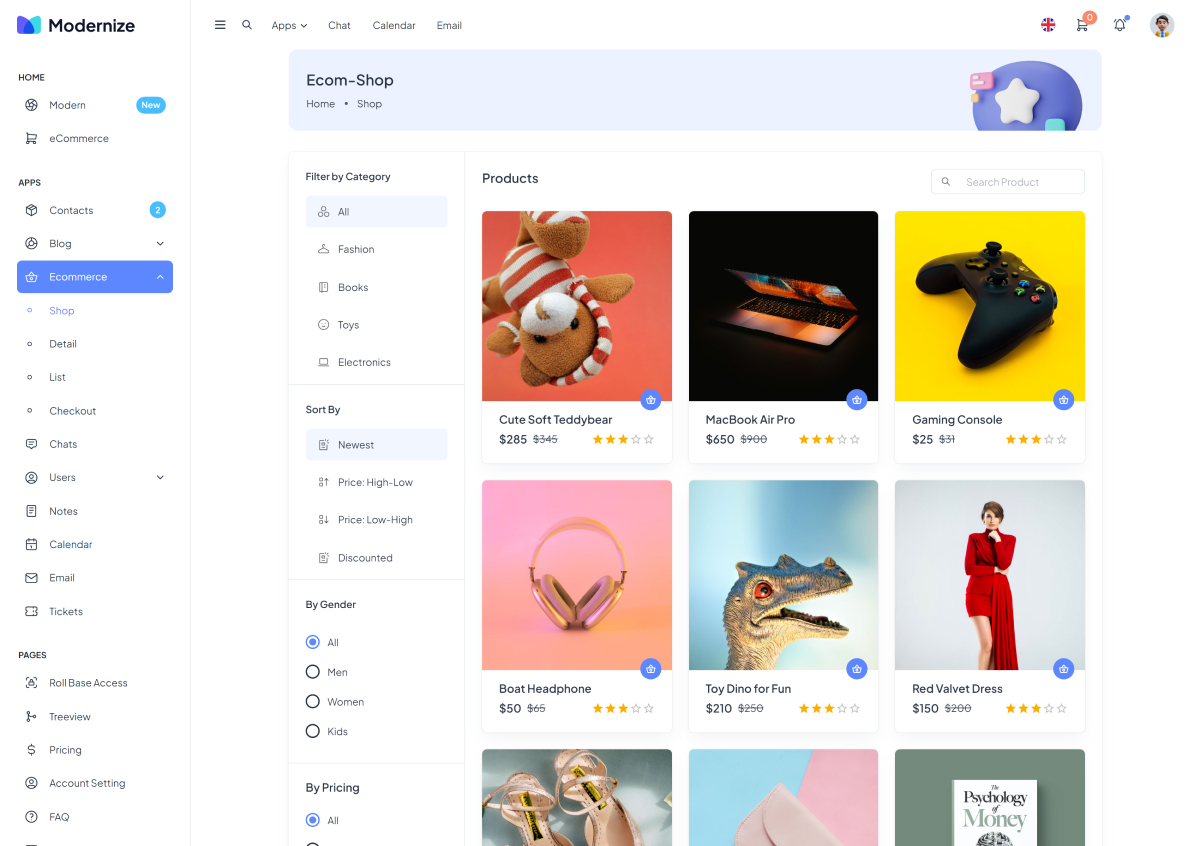 Modernize
Apps
Chat
Calendar
Email
0
HOME
Modern
New
eCommerce
APPS
Contacts
2
Blog
Ecommerce
Shop
Detail
List
Checkout
Chats
Users
Notes
Calendar
Email
Tickets
PAGES
Roll Base Access
Treeview
Pricing
Account Setting
FAQ
Ecom-Shop
Home • Shop
Filter by Category
All
Fashion
Books
Toys
Electronics
Sort By
Newest
Price: High-Low
Price: Low-High
Discounted
By Gender
All
Men
Women
Kids
By Pricing
All
Products
Search Product
Cute Soft Teddybear
$285 $345
MacBook Air Pro
$650 $900
Gaming Console
$25 $31
Boat Headphone
$50 $65
Toy Dino for Fun
$210 $250
Red Valvet Dress
$150 $200
The
Psychology
of
Money